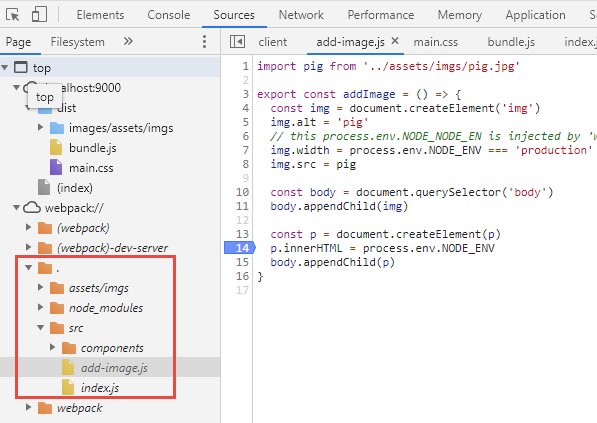 Elements Console Sources Performance Memory Network
Page Filesystem » client add-image.js × main.css bundle.js index.j
top
localhost:9000
top
dist
images/assets/imgs
bundle.js
main.css
(index)
webpack://
(webpack)
(webpack)-dev-server
.
assets/imgs
node_modules
src
components
add-image.js
index.js
webpack
1 import pig from '../assets/imgs/pig.jpg'
2
3 export const addImage = () => {
4 const img = document.createElement('img')
5 img.alt = 'pig'
6 // this process.env.NODE_NODE_EN is injected by 'w
7 img.width = process.env.NODE_ENV === 'production'
8 img.src = pig
9
10 const body = document.querySelector('body')
11 body.appendChild(img)
12
13 const p = document.createElement(p)
14 p.innerHTML = process.env.NODE_ENV
15 body.appendChild(p)
16 }
17